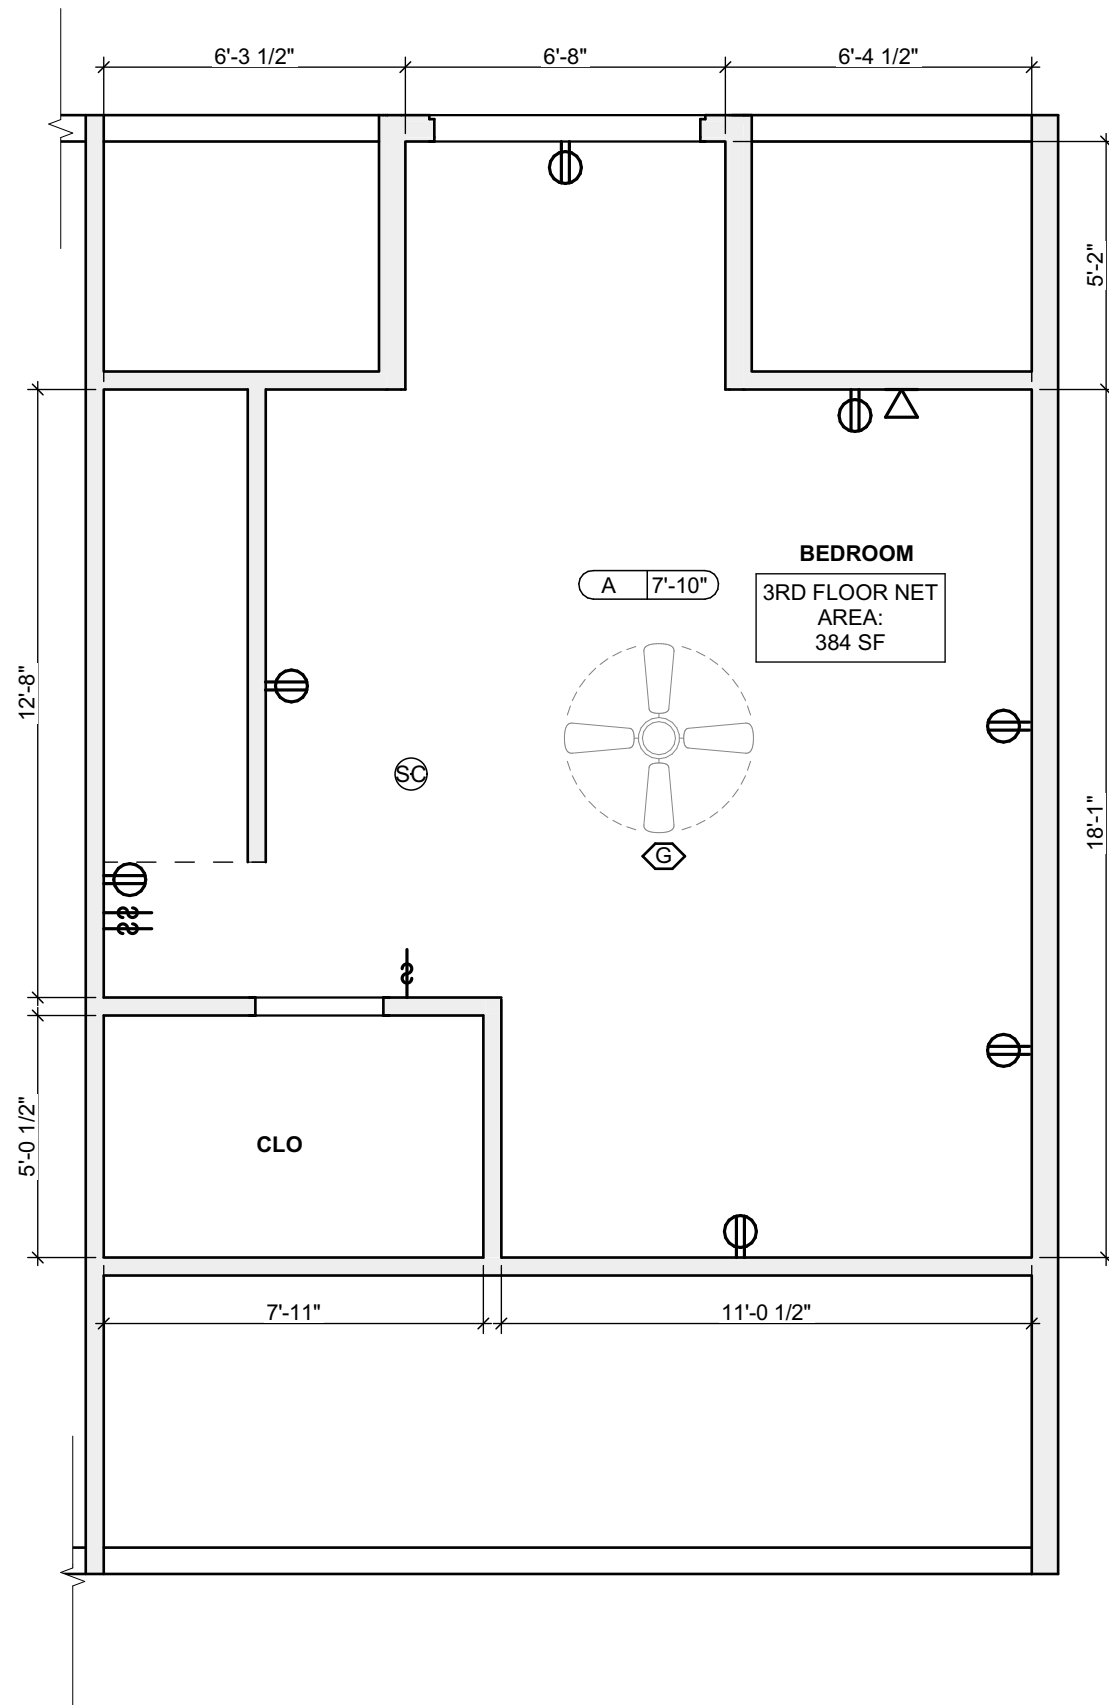 6'-3 1/2"
6'-8"
6'-4 1/2"
5'-2"
BEDROOM
A 7'-10"
3RD FLOOR NET
AREA:
384 SF
12'-8"
SC
18'-1"
G
S
S
S
5'-0 1/2"
CLO
7'-11"
11'-0 1/2"